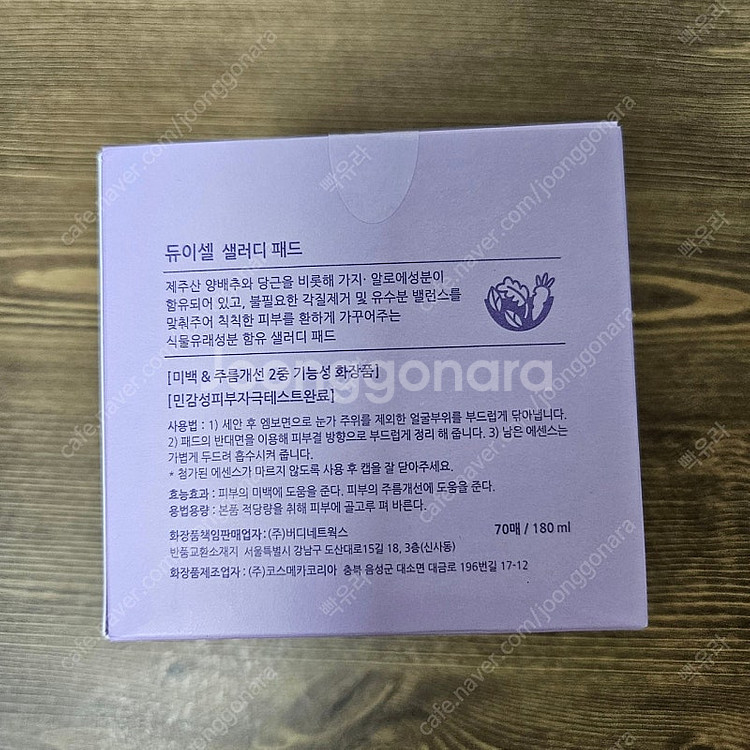 듀이셀 샐러디 패드
제주산 양배추와 당근을 비롯해 가지· 알로에성분이
함유되어 있고, 불필요한 각질제거 및 유수분 밸런스를
맞춰주어 칙칙한 피부를 환하게 가꾸어주는
식물유래성분 함유 샐러디 패드
[미백 & 주름개선 2중 기능성 화장품]
[민감성피부자극테스트완료]
사용법 : 1) 세안 후 엠보면으로 눈가 주위를 제외한 얼굴부위를 부드럽게 닦아냅니다.
2) 패드의 반대면을 이용해 피부결 방향으로 부드럽게 정리 해 줍니다. 3) 남은 에센스는
가볍게 두드려 흡수시켜 줍니다.
* 첨가된 에센스가 마르지 않도록 사용 후 캡을 잘 닫아주세요.
효능효과 : 피부의 미백에 도움을 준다. 피부의 주름개선에 도움을 준다.
용법용량 : 본품 적당량을 취해 피부에 골고루 펴 바른다.
화장품책임판매업자 : (주)버디네트웍스 70매 / 180 ml
반품교환소재지 서울특별시 강남구 도산대로15길 18, 3층(신사동)
화장품제조업자 : (주)코스메카코리아 충북 음성군 대소면 대금로 196번길 17-12
joonggonara
cafe.naver.com/joonggonara
빽유라